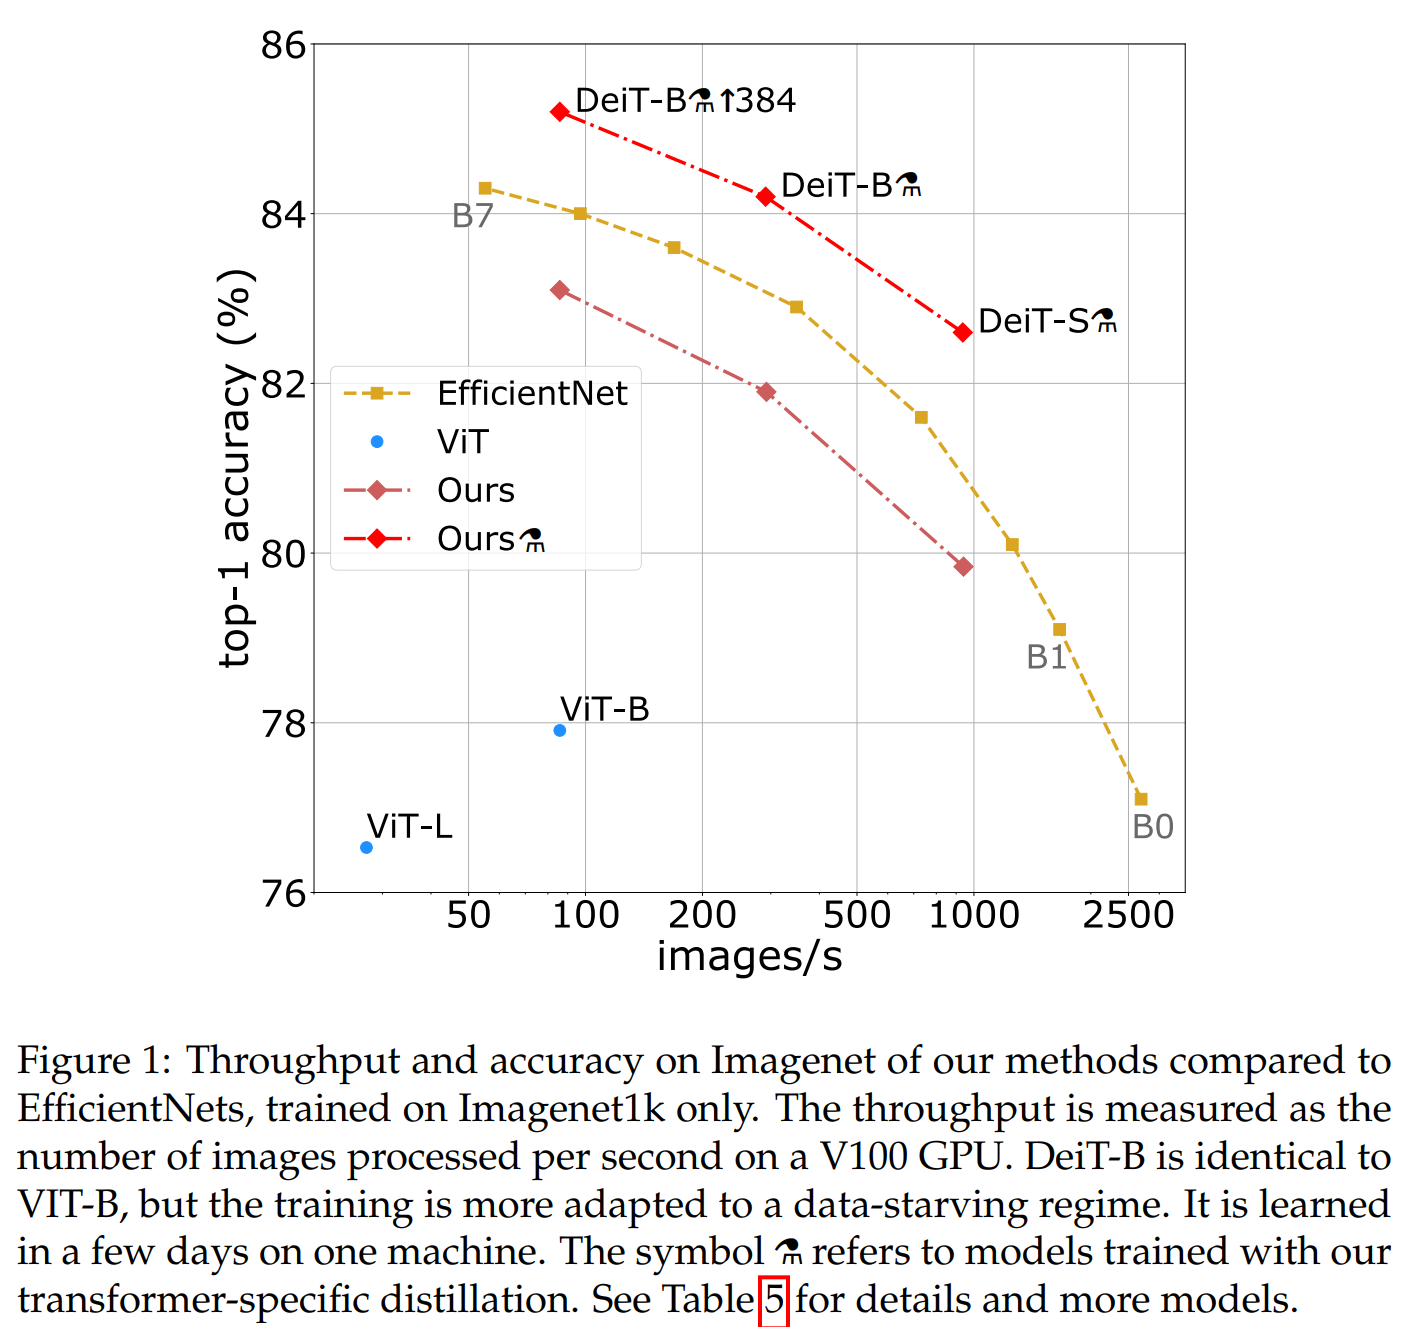 86
84
82
80
78
76
top-1 accuracy (%)
DeiT-B⚗↑384
DeiT-B⚗
B7
DeiT-S⚗
EfficientNet
ViT
Ours
Ours⚗
B1
ViT-B
ViT-L
B0
50 100 200 500 1000 2500
images/s
Figure 1: Throughput and accuracy on Imagenet of our methods compared to
EfficientNets, trained on Imagenet1k only. The throughput is measured as the
number of images processed per second on a V100 GPU. DeiT-B is identical to
VIT-B, but the training is more adapted to a data-starving regime. It is learned
in a few days on one machine. The symbol ⚗ refers to models trained with our
transformer-specific distillation. See Table 5 for details and more models.